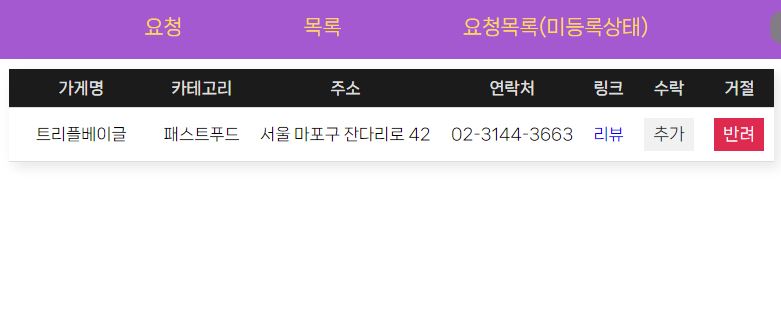 요청 목록 요청목록(미등록상태)
가게명 카테고리 주소 연락처 링크 수락 거절
트리플베이글 패스트푸드 서울 마포구 잔다리로 42 02-3144-3663 리뷰 추가 반려